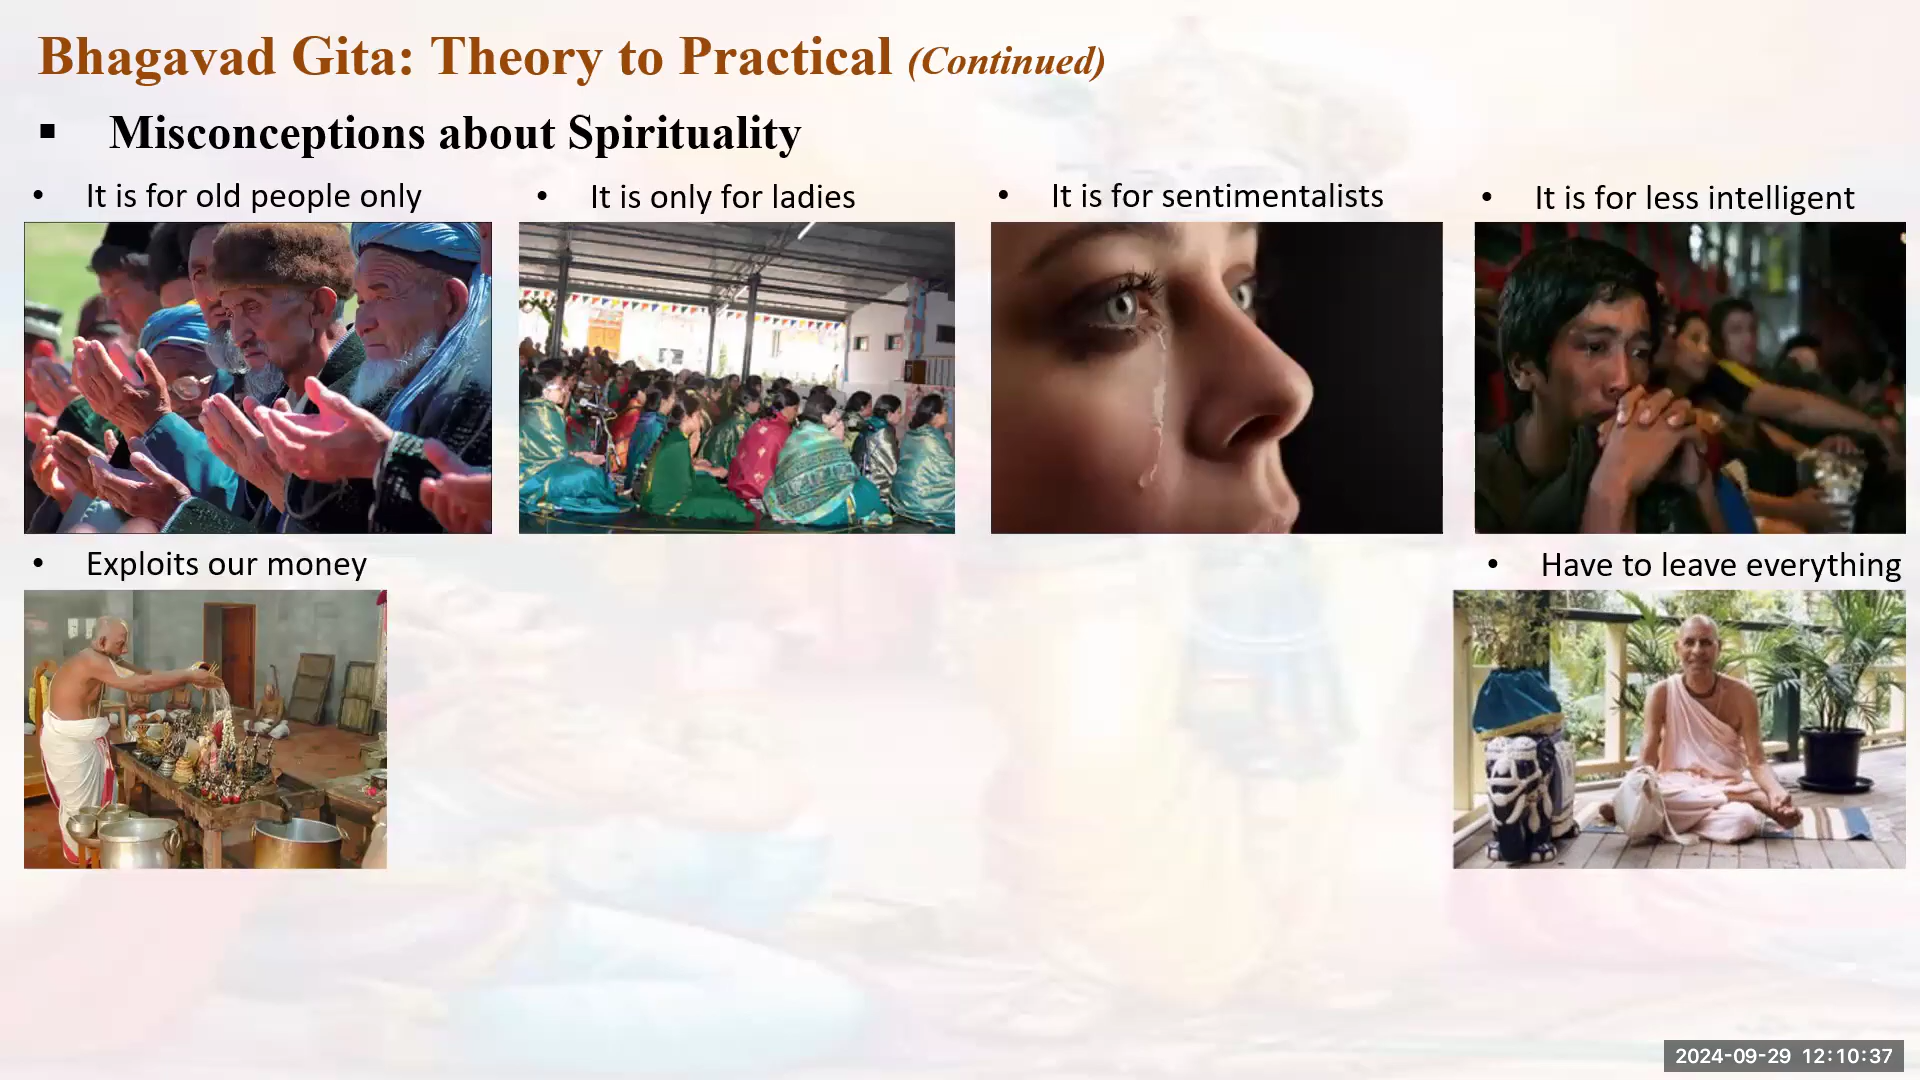 Bhagavad Gita: Theory to Practical (Continued)
▪ Misconceptions about Spirituality
• It is for old people only
• It is only for ladies
• It is for sentimentalists
• It is for less intelligent
• Exploits our money
• Have to leave everything
2024-09-29 12:10:37